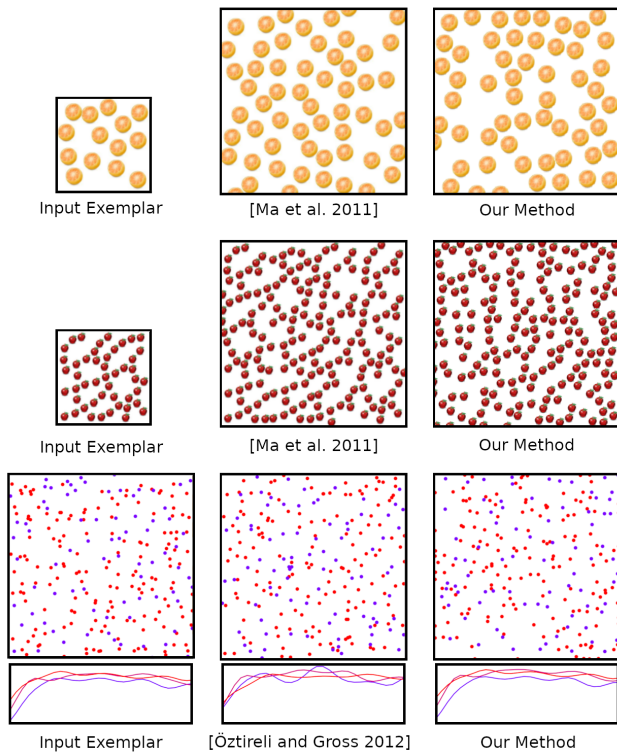 Input Exemplar
[Ma et al. 2011]
Our Method
Input Exemplar
[Ma et al. 2011]
Our Method
Input Exemplar
[Öztireli and Gross 2012]
Our Method